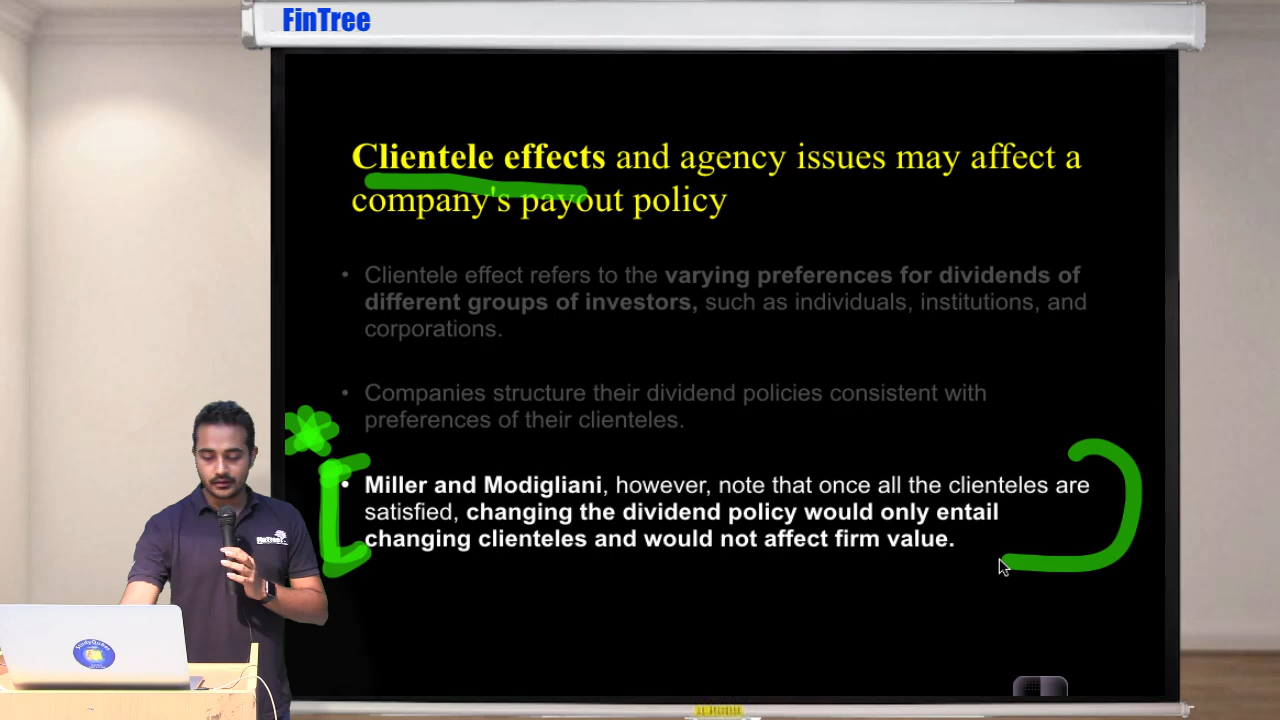 FinTree
Clientele effects and agency issues may affect a
company's payout policy
• Clientele effect refers to the varying preferences for dividends of
different groups of investors, such as individuals, institutions, and
corporations.
• Companies structure their dividend policies consistent with
preferences of their clienteles.
• Miller and Modigliani, however, note that once all the clienteles are
satisfied, changing the dividend policy would only entail
changing clienteles and would not affect firm value.
FinTree